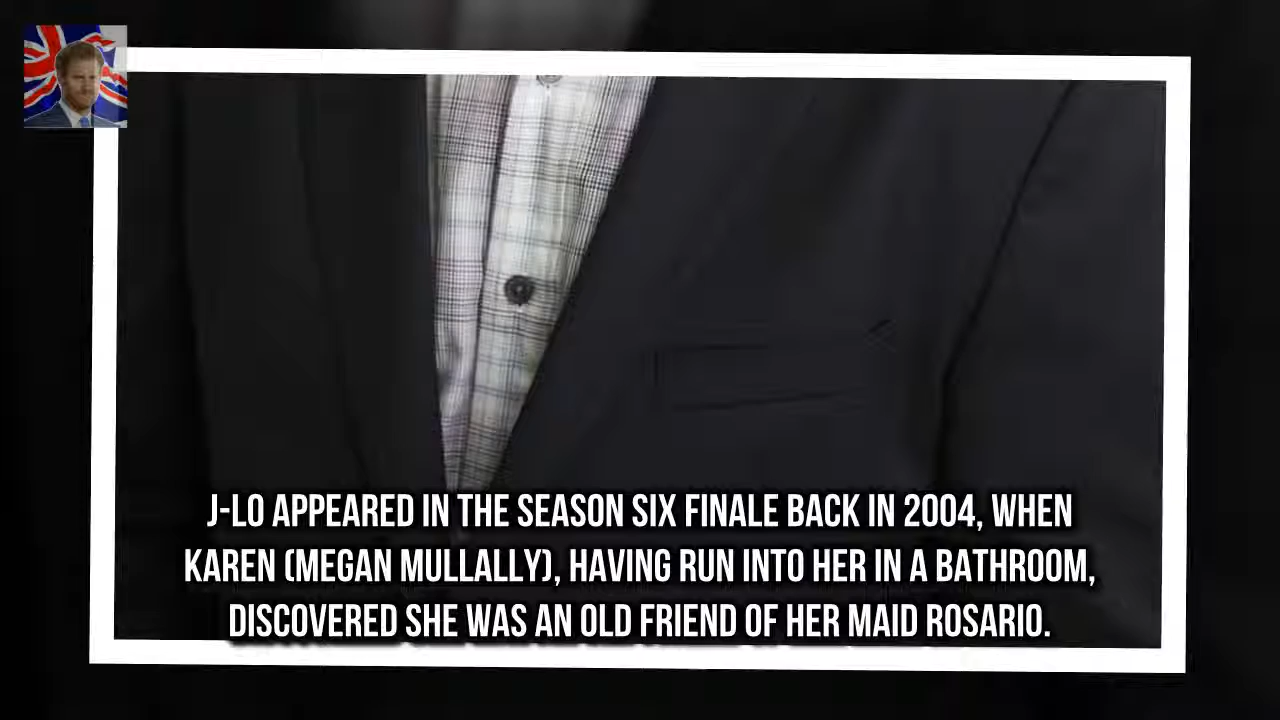 J-LO APPEARED IN THE SEASON SIX FINALE BACK IN 2004, WHEN
KAREN (MEGAN MULLALLY), HAVING RUN INTO HER IN A BATHROOM,
DISCOVERED SHE WAS AN OLD FRIEND OF HER MAID ROSARIO.